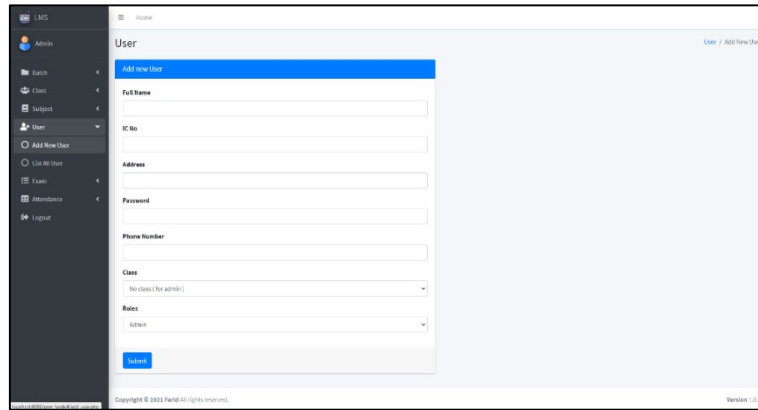 LMS
Home
Admin
User
User / Add New Use
Batch
Class
Subject
User
Add New User
List All User
Exam
Attendance
Logout
Add new User
Full Name
IC No
Address
Password
Phone Number
Class
No class ( for admin )
Roles
Admin
Submit
Copyright © 2021 Farid All rights reserved.
Version 1.0.